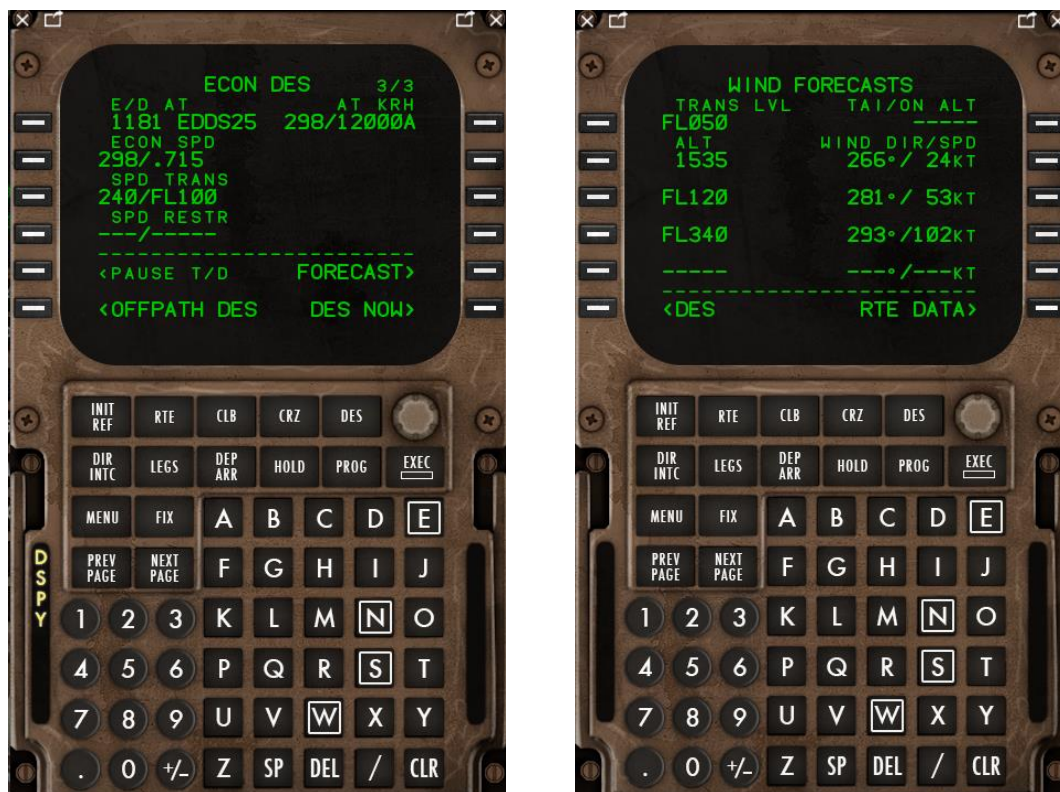 ECON DES 3/3
E/D AT AT KRH
1181 EDDS25 298/12000A
ECON SPD
298/.715
SPD TRANS
240/FL100
SPD RESTR
---/-----
--------------------------
<PAUSE T/D FORECAST>
<OFFPATH DES DES NOW>
INIT REF RTE CLB CRZ DES
DIR INTC LEGS DEP ARR HOLD PROG EXEC
MENU FIX A B C D E
PREV PAGE NEXT PAGE F G H I J
DSPY
1 2 3 K L M N O
4 5 6 P Q R S T
7 8 9 U V W X Y
. 0 +/- Z SP DEL / CLR
WIND FORECASTS
TRANS LVL TAI/ON ALT
FL050 -----
ALT WIND DIR/SPD
1535 266°/ 24KT
FL120 281°/ 53KT
FL340 293°/102KT
----- ---°/---KT
--------------------------
<DES RTE DATA>
INIT REF RTE CLB CRZ DES
DIR INTC LEGS DEP ARR HOLD PROG EXEC
MENU FIX A B C D E
PREV PAGE NEXT PAGE F G H I J
1 2 3 K L M N O
4 5 6 P Q R S T
7 8 9 U V W X Y
. 0 +/- Z SP DEL / CLR